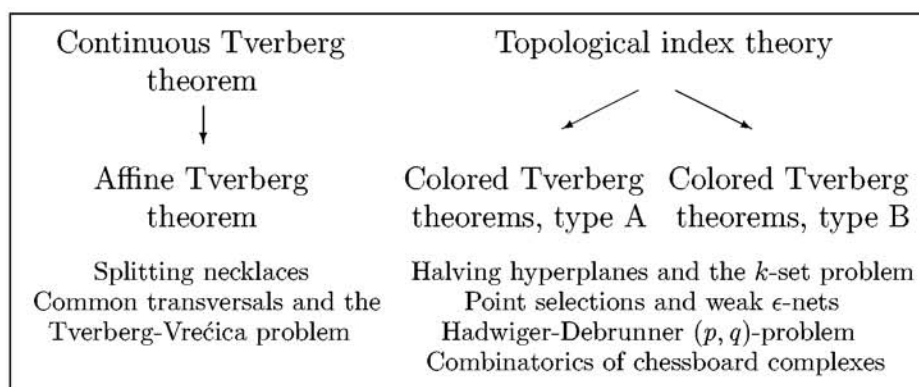 Continuous Tverberg
theorem
Topological index theory
Affine Tverberg
theorem
Colored Tverberg
theorems, type A
Colored Tverberg
theorems, type B
Splitting necklaces
Common transversals and the
Tverberg-Vrećica problem
Halving hyperplanes and the k-set problem
Point selections and weak ϵ-nets
Hadwiger-Debrunner (p, q)-problem
Combinatorics of chessboard complexes